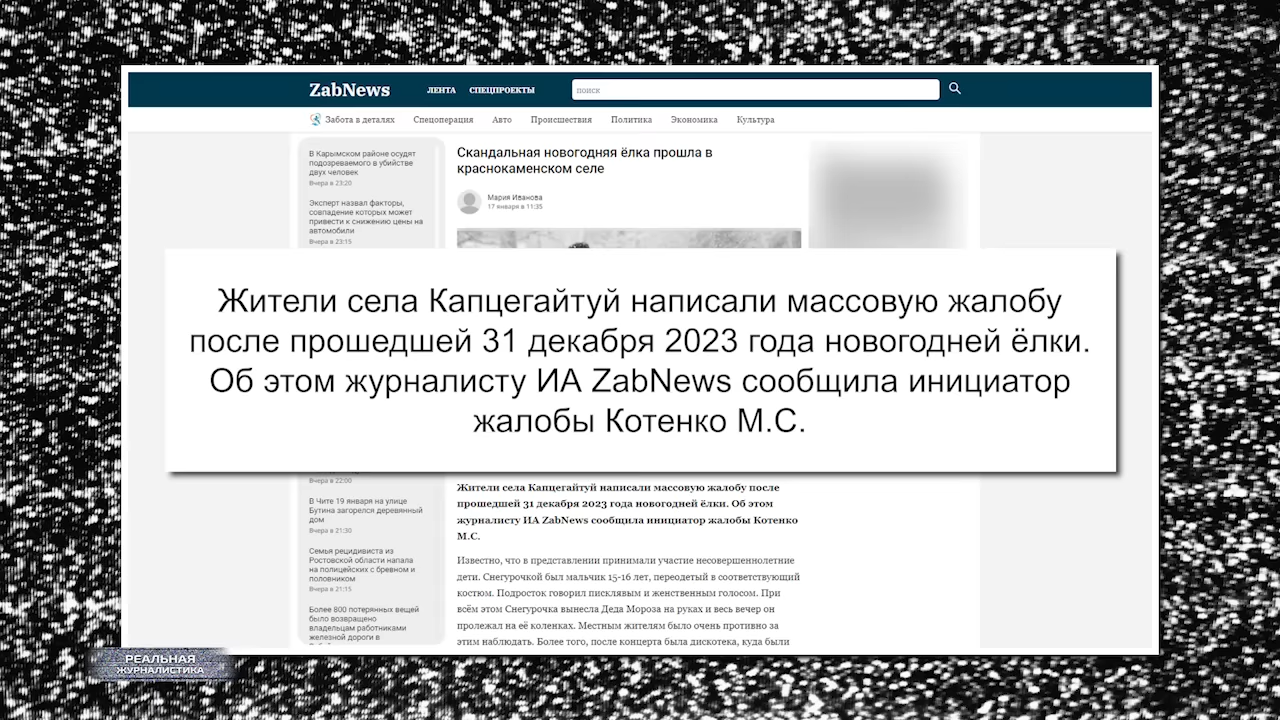 ZabNews
ЛЕНТА СПЕЦПРОЕКТЫ
поиск
Забота в деталях Спецоперация Авто Происшествия Политика Экономика Культура
В Карымском районе осудят
подозреваемого в убийстве
двух человек
Вчера в 23:20
Эксперт назвал факторы,
совпадение которых может
привести к снижению цены на
автомобили
Вчера в 23:15
Скандальная новогодняя ёлка прошла в
краснокаменском селе
Мария Иванова
17 января в 11:35
Жители села Капцегайтуй написали массовую жалобу
после прошедшей 31 декабря 2023 года новогодней ёлки.
Об этом журналисту ИА ZabNews сообщила инициатор
жалобы Котенко М.С.
Вчера в 22:00
В Чите 19 января на улице
Бутина загорелся деревянный
дом
Вчера в 21:30
Семья рецидивиста из
Ростовской области напала
на полицейских с бревном и
половником
Вчера в 21:15
Более 800 потерянных вещей
было возвращено
владельцам работниками
железной дороги в
Жители села Капцегайтуй написали массовую жалобу после
прошедшей 31 декабря 2023 года новогодней ёлки. Об этом
журналисту ИА ZabNews сообщила инициатор жалобы Котенко
М.С.
Известно, что в представлении принимали участие несовершеннолетние
дети. Снегурочкой был мальчик 15-16 лет, переодетый в соответствующий
костюм. Подросток говорил писклявым и женственным голосом. При
всём этом Снегурочка вынесла Деда Мороза на руках и весь вечер он
пролежал на её коленках. Местным жителям было очень противно за
этим наблюдать. Более того, после концерта была дискотека, куда были
РЕАЛЬНАЯ
ЖУРНАЛИСТИКА